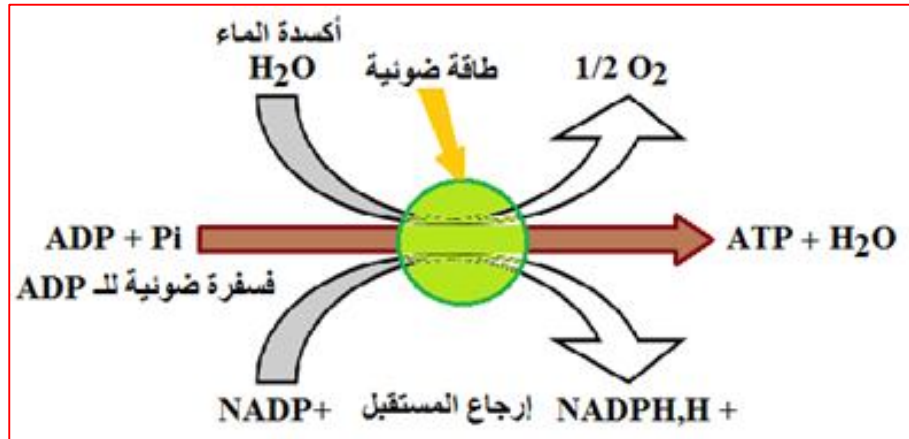 أكسدة الماء
H₂O
طاقة ضوئية
1/2 O₂
ADP + Pi
ATP + H₂O
فسفرة ضوئية للـ ADP
NADP+
إرجاع المستقبل
NADPH,H +